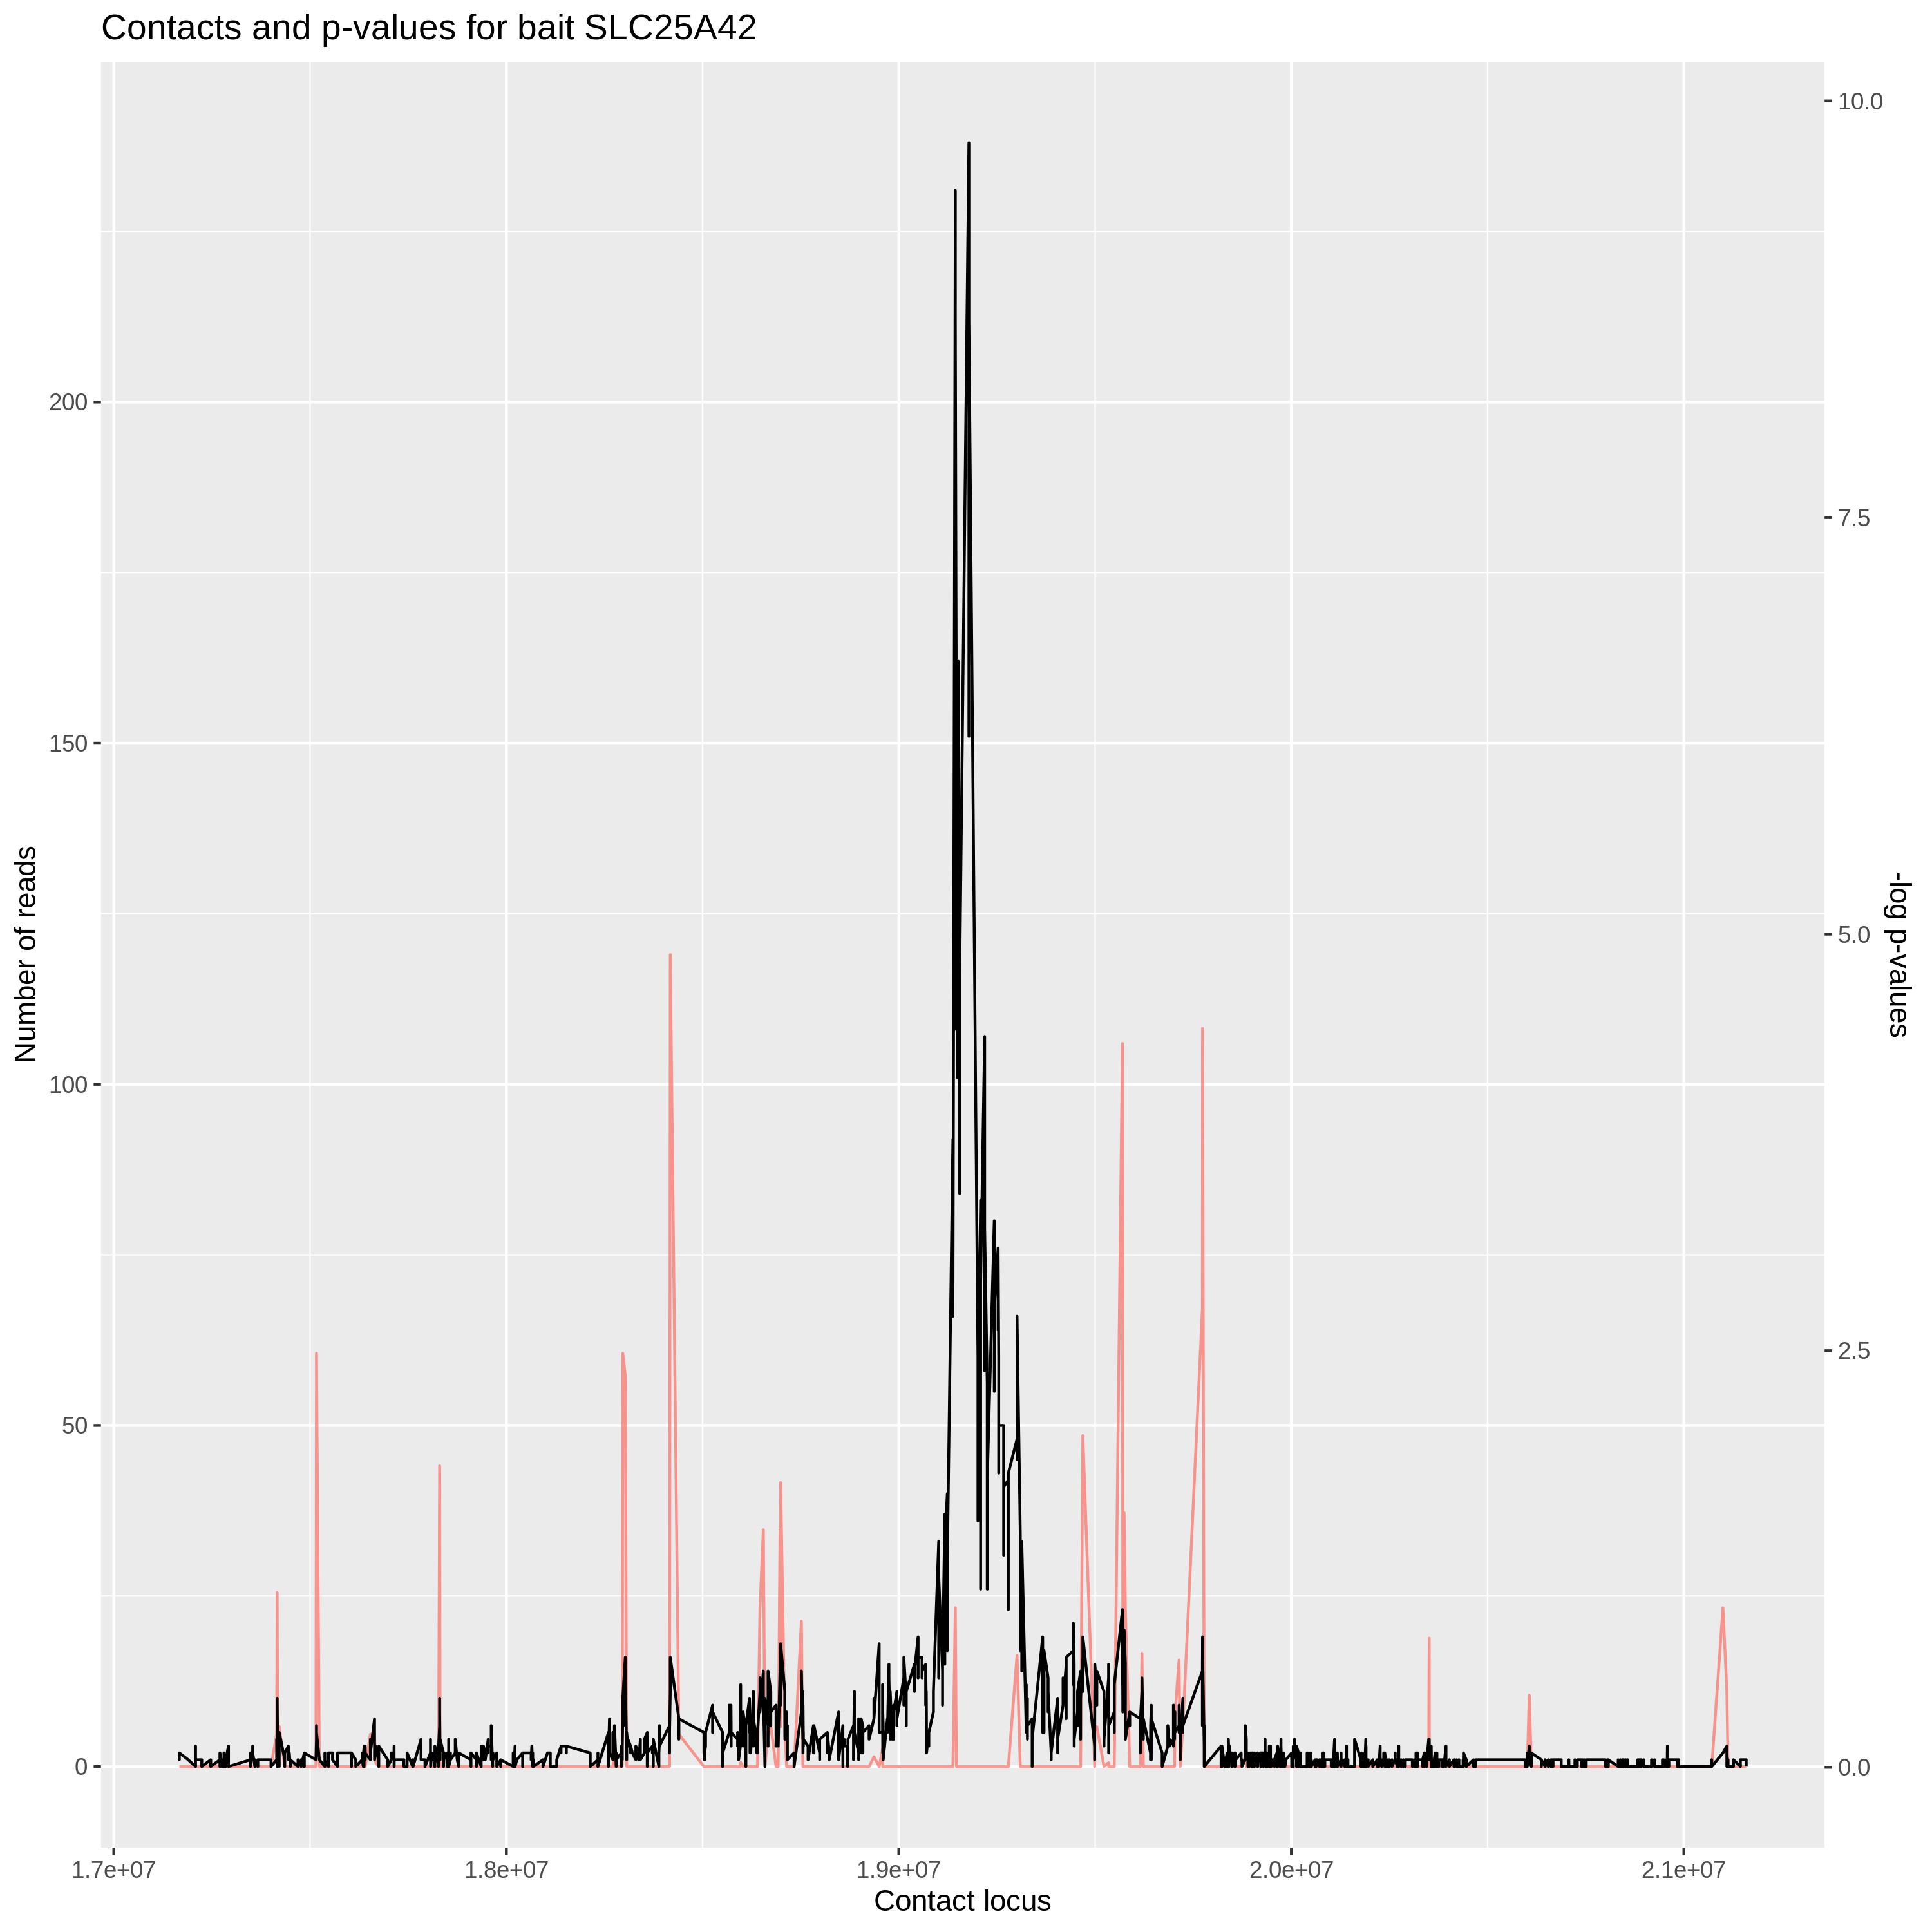 Contacts and p-values for bait SLC25A42
Number of reads
200
150
100
50
0
10.0
7.5
5.0
2.5
0.0
-log p-values
1.7e+07
1.8e+07
1.9e+07
2.0e+07
2.1e+07
Contact locus